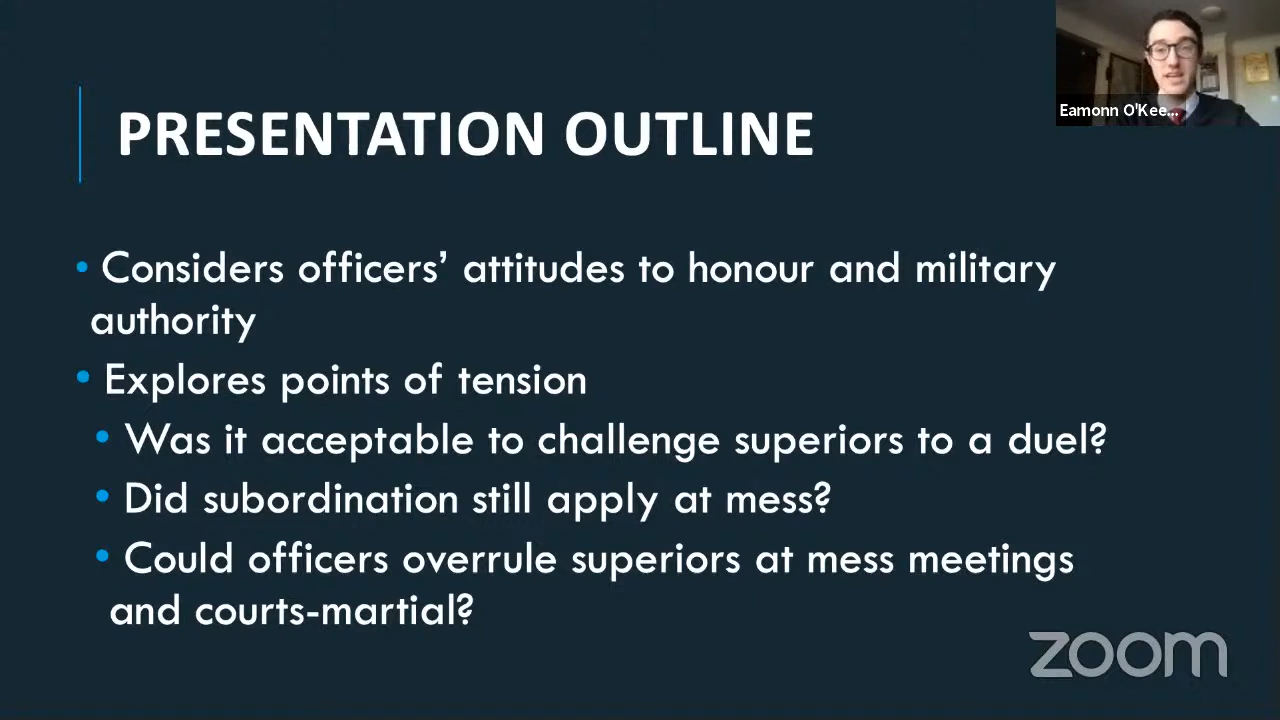 Eamonn O'Kee...
PRESENTATION OUTLINE
• Considers officers’ attitudes to honour and military
authority
• Explores points of tension
• Was it acceptable to challenge superiors to a duel?
• Did subordination still apply at mess?
• Could officers overrule superiors at mess meetings
and courts-martial?
zoom